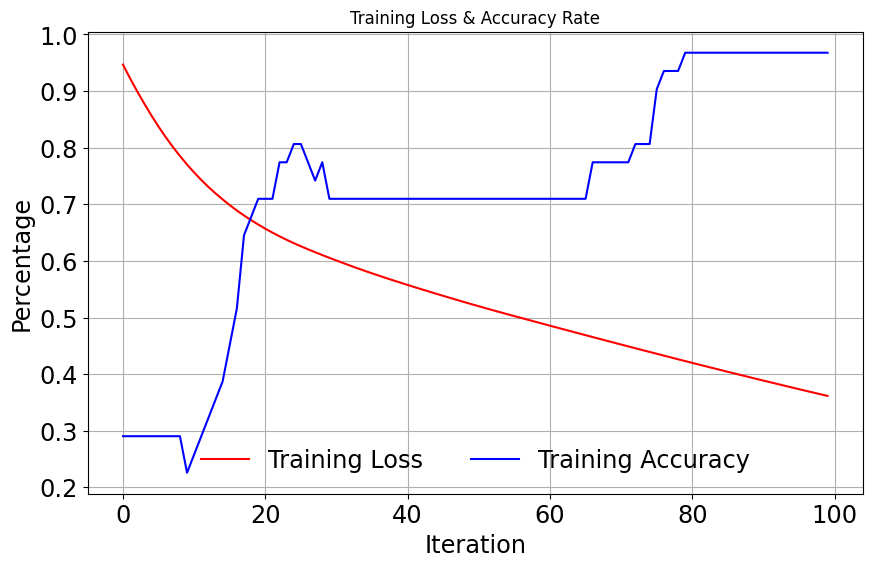 Training Loss & Accuracy Rate
1.0
0.9
0.8
0.7
0.6
0.5
0.4
0.3
0.2
Percentage
Training Loss Training Accuracy
0 20 40 60 80 100
Iteration